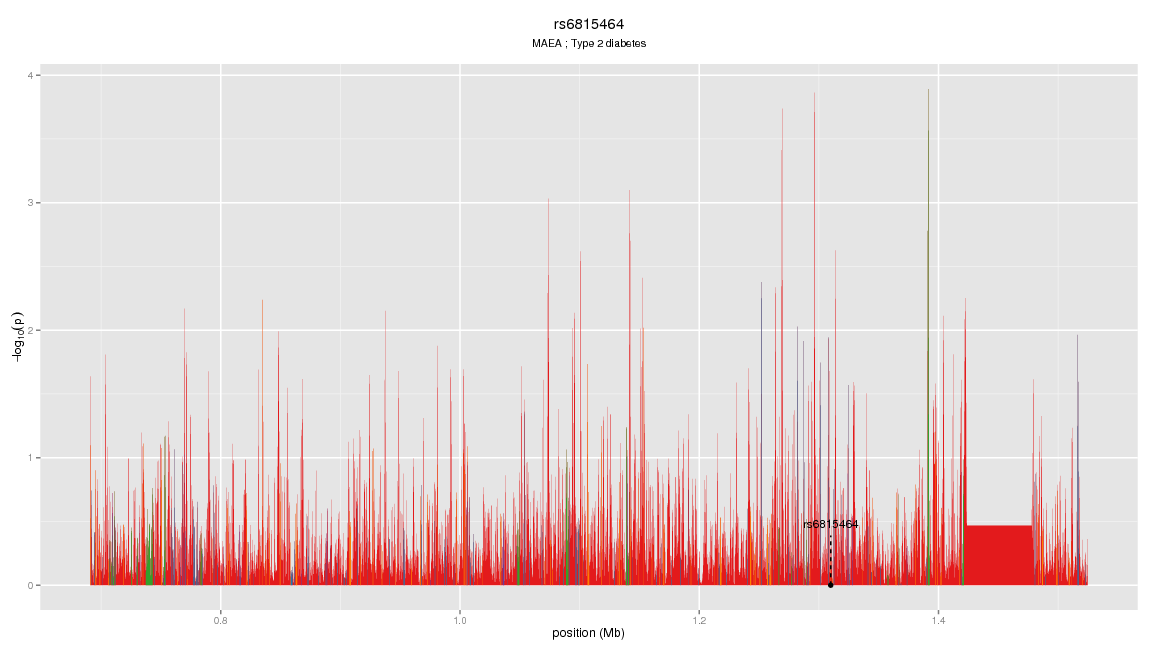 rs6815464
MAEA ; Type 2 diabetes
4
3
2
1
0
−log10(p)
rs6815464
0.8
1.0
1.2
1.4
position (Mb)